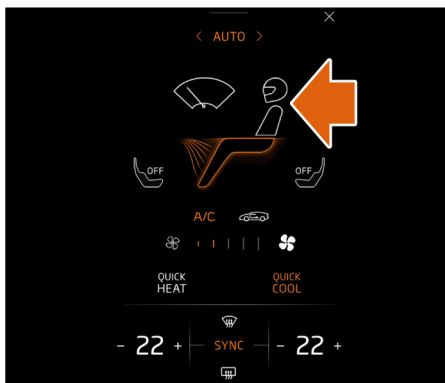 < AUTO >
OFF
OFF
A/C
QUICK
HEAT
QUICK
COOL
- 22 +
SYNC
- 22 +